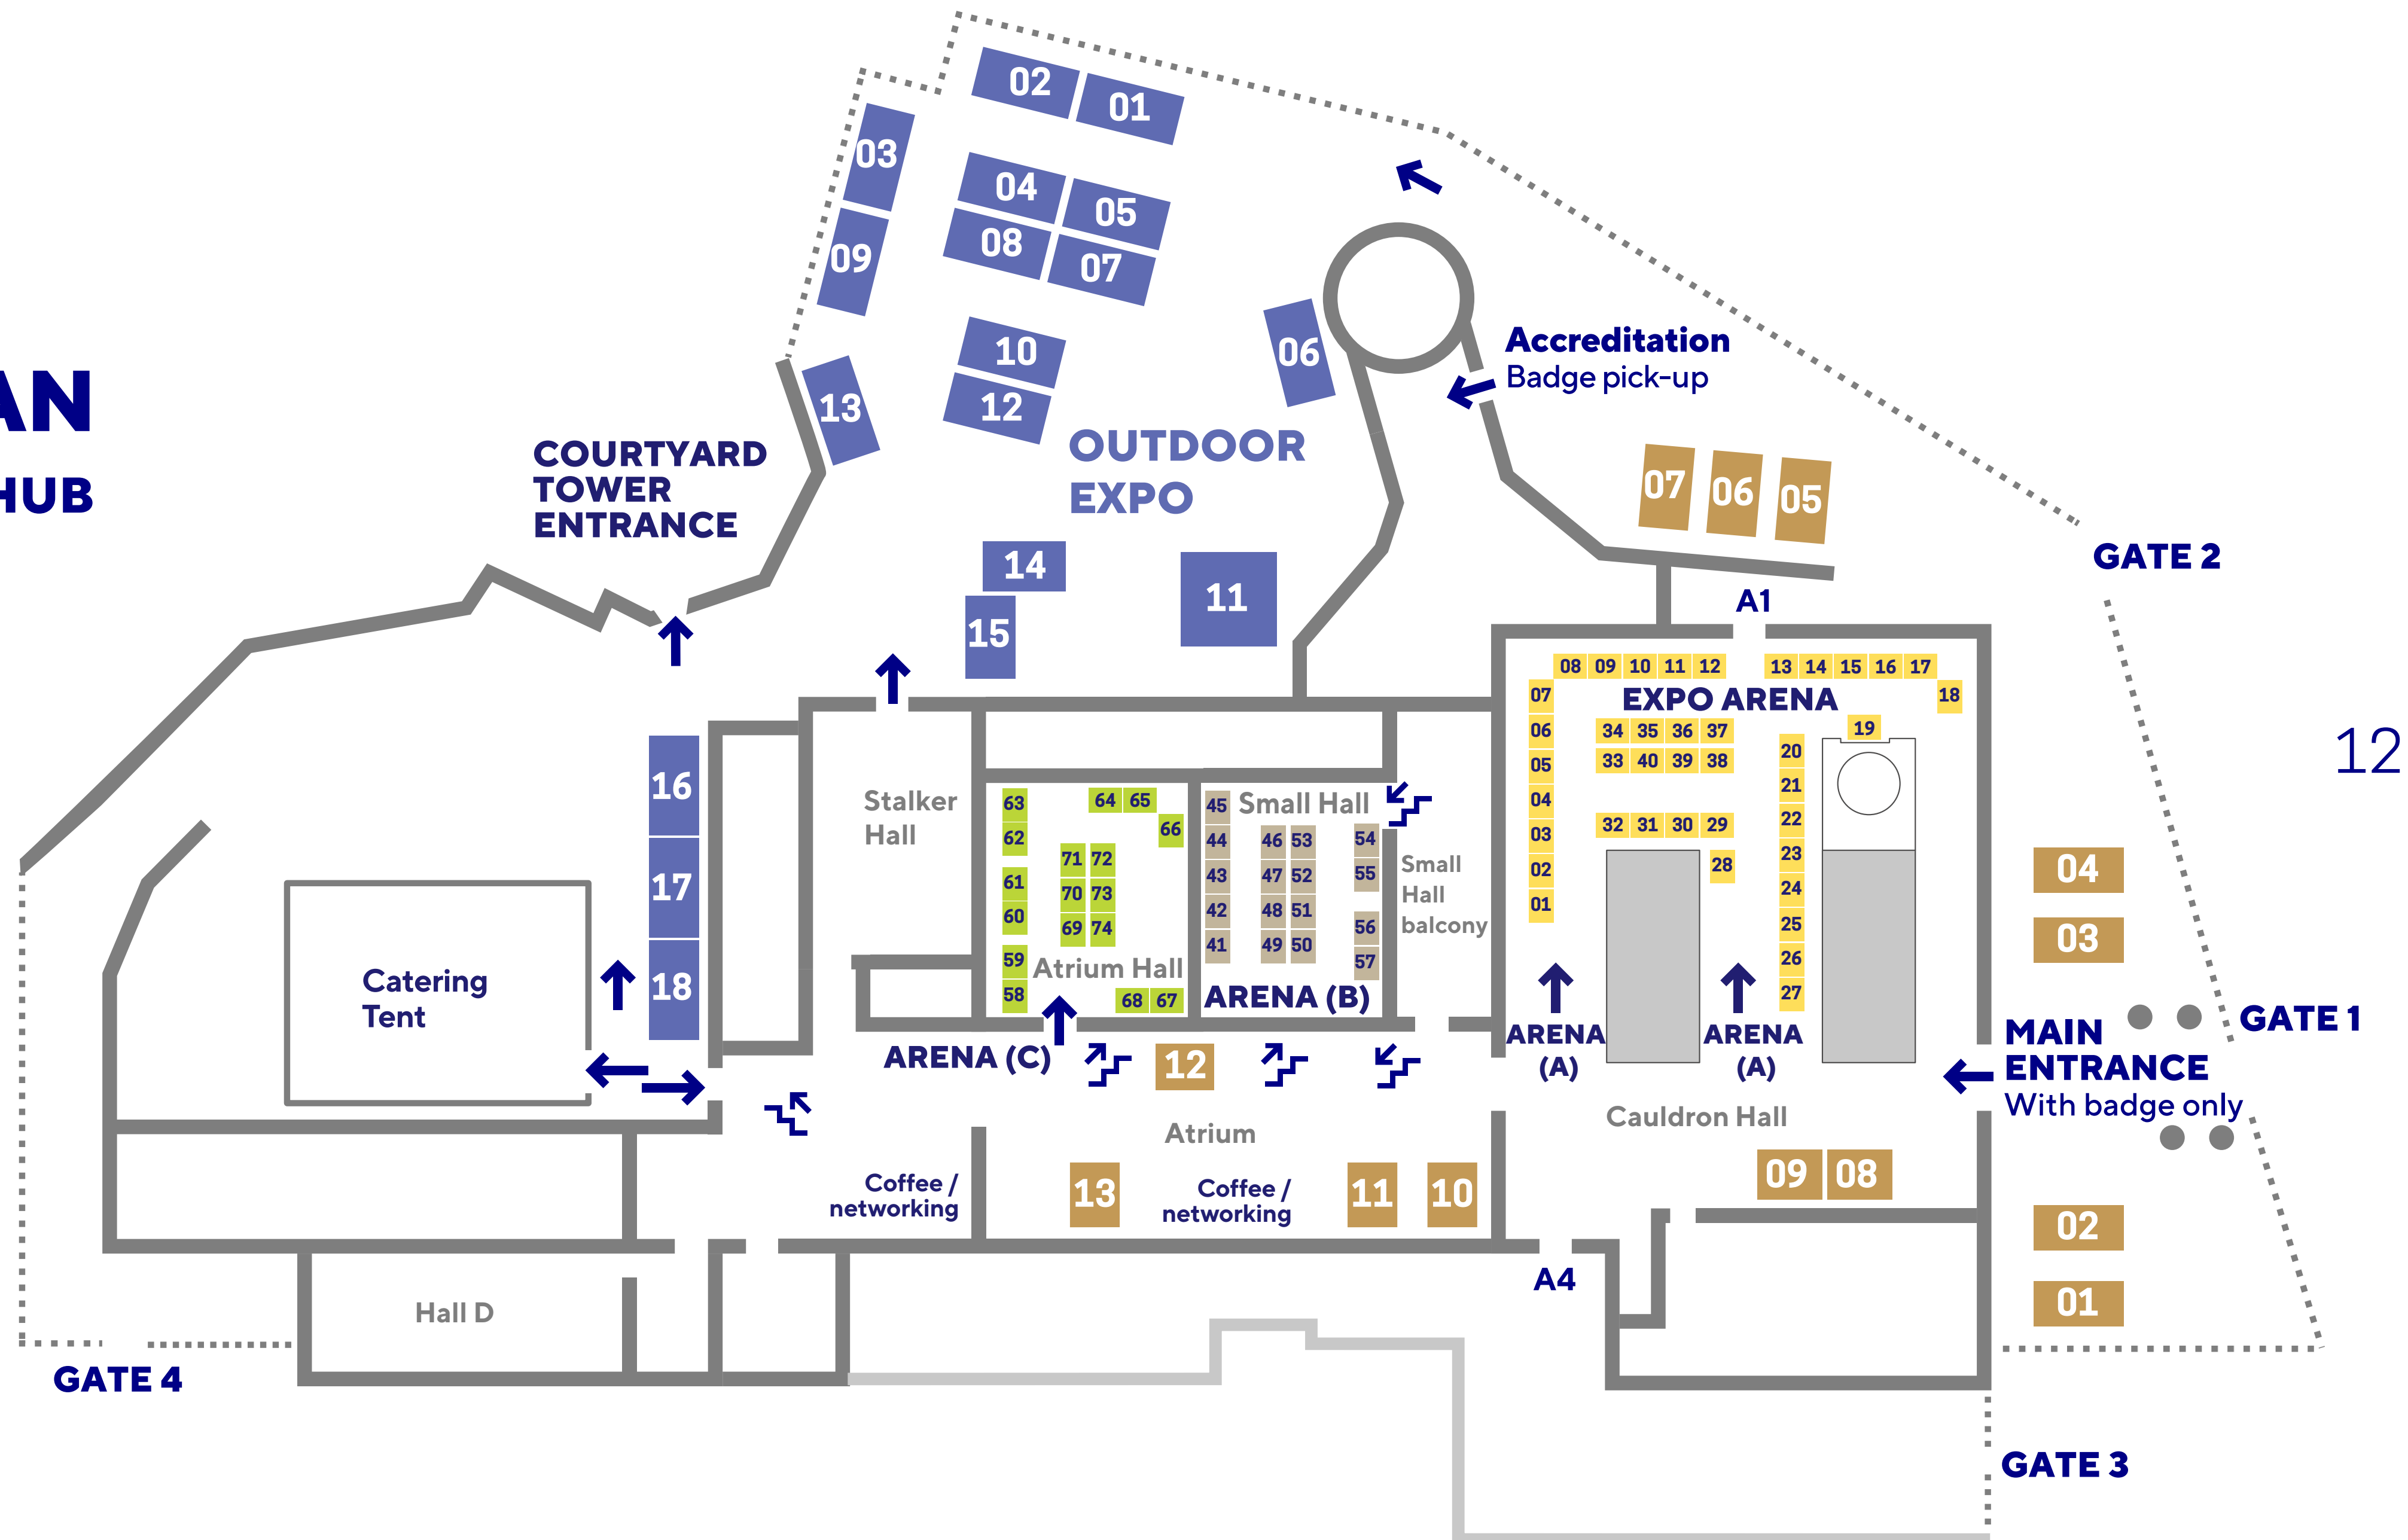 02
01
03
04
05
09
08
07
06
10
12
13
Accreditation
Badge pick-up
AN
HUB
COURTYARD
TOWER
ENTRANCE
OUTDOOR
EXPO
14
11
15
07
06
05
GATE 2
A1
08 09 10 11 12
13 14 15 16 17
07
EXPO ARENA
18
06
34 35 36 37
19
12
05
33 40 39 38
20
21
04
22
03
32 31 30 29
23
02
28
24
01
25
26
27
16
17
18
Stalker
Hall
63
64 65
66
62
71 72
61
70 73
60
69 74
59
Atrium Hall
58
68 67
45
Small Hall
44
46 53
54
43
47 52
55
42
48 51
56
41
49 50
57
ARENA (B)
Small
Hall
balcony
ARENA
(A)
ARENA
(A)
04
03
GATE 1
MAIN
ENTRANCE
With badge only
Catering
Tent
ARENA (C)
12
Atrium
Cauldron Hall
09 08
Coffee /
networking
13
Coffee /
networking
11
10
02
01
A4
Hall D
GATE 4
GATE 3